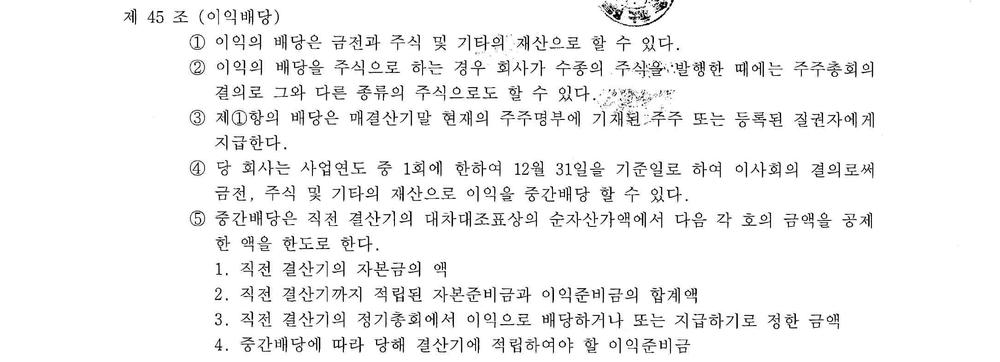 제 45 조 (이익배당)
① 이익의 배당은 금전과 주식 및 기타의 재산으로 할 수 있다.
② 이익의 배당을 주식으로 하는 경우 회사가 수종의 주식을 발행한 때에는 주주총회의
결의로 그와 다른 종류의 주식으로도 할 수 있다.
③ 제①항의 배당은 매결산기말 현재의 주주명부에 기재된 주주 또는 등록된 질권자에게
지급한다.
④ 당 회사는 사업연도 중 1회에 한하여 12월 31일을 기준일로 하여 이사회의 결의로써
금전, 주식 및 기타의 재산으로 이익을 중간배당 할 수 있다.
⑤ 중간배당은 직전 결산기의 대차대조표상의 순자산가액에서 다음 각 호의 금액을 공제
한 액을 한도로 한다.
1. 직전 결산기의 자본금의 액
2. 직전 결산기까지 적립된 자본준비금과 이익준비금의 합계액
3. 직전 결산기의 정기총회에서 이익으로 배당하거나 또는 지급하기로 정한 금액
4. 중간배당에 따라 당해 결산기에 적립하여야 할 이익준비금